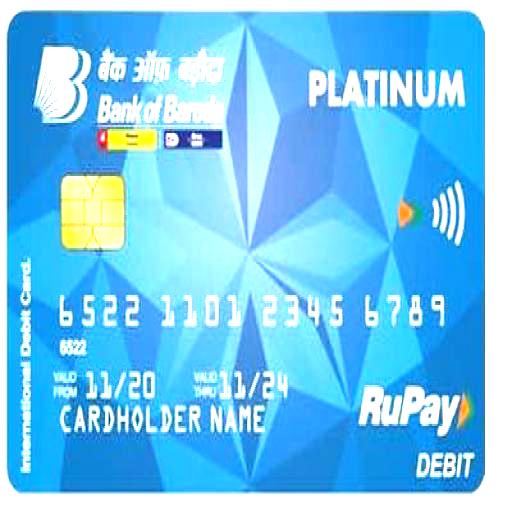 बैंक ऑफ़ बड़ौदा
Bank of Baroda
PLATINUM
International Debit Card.
6522 1101 2345 6789
6522
VALID FROM 11/20 VALID THRU 11/24
CARDHOLDER NAME
RuPay
DEBIT